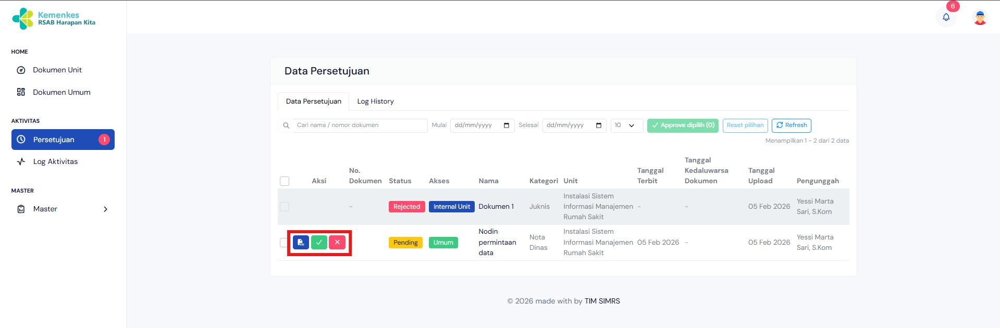 Kemenkes
RSAB Harapan Kita
6
HOME
Dokumen Unit
Dokumen Umum
AKTIVITAS
Persetujuan 1
Log Aktivitas
MASTER
Master
Data Persetujuan
Data Persetujuan Log History
Cari nama / nomor dokumen Mulai dd/mm/yyyy Selesai dd/mm/yyyy 10 Approve dipilih (0) Reset pilihan Refresh
Menampilkan 1 - 2 dari 2 data
Aksi
No.
Dokumen
Status
Akses
Nama
Kategori
Unit
Tanggal
Terbit
Tanggal
Kedaluwarsa
Dokumen
Tanggal
Upload
Pengunggah
-
Rejected
Internal Unit
Dokumen 1
Juknis
Instalasi Sistem
Informasi Manajemen
Rumah Sakit
-
-
05 Feb 2026
Yessi Marta
Sari, S.Kom
PDF
Pending
Umum
Nodin
permintaan
data
Nota
Dinas
Instalasi Sistem
Informasi Manajemen
Rumah Sakit
05 Feb 2026
-
05 Feb 2026
Yessi Marta
Sari, S.Kom
© 2026 made with by TIM SIMRS